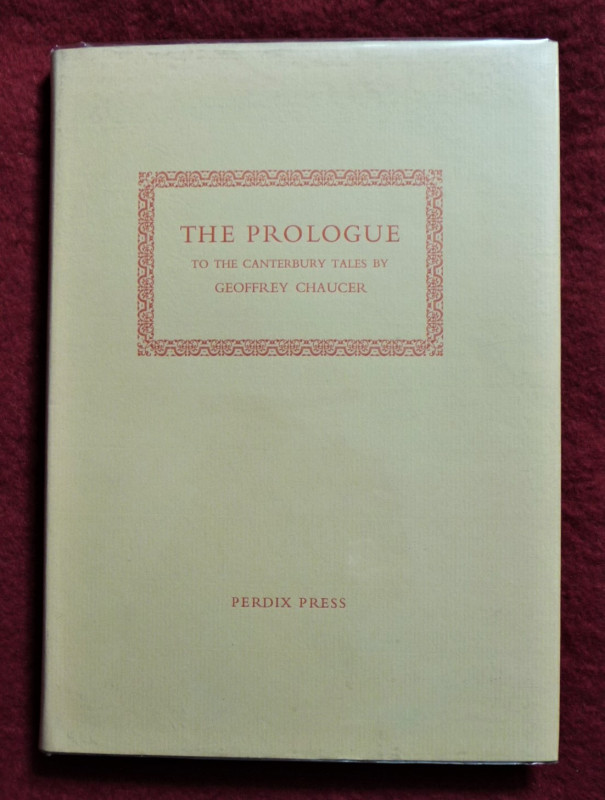 THE PROLOGUE
TO THE CANTERBURY TALES BY
GEOFFREY CHAUCER
PERDIX PRESS